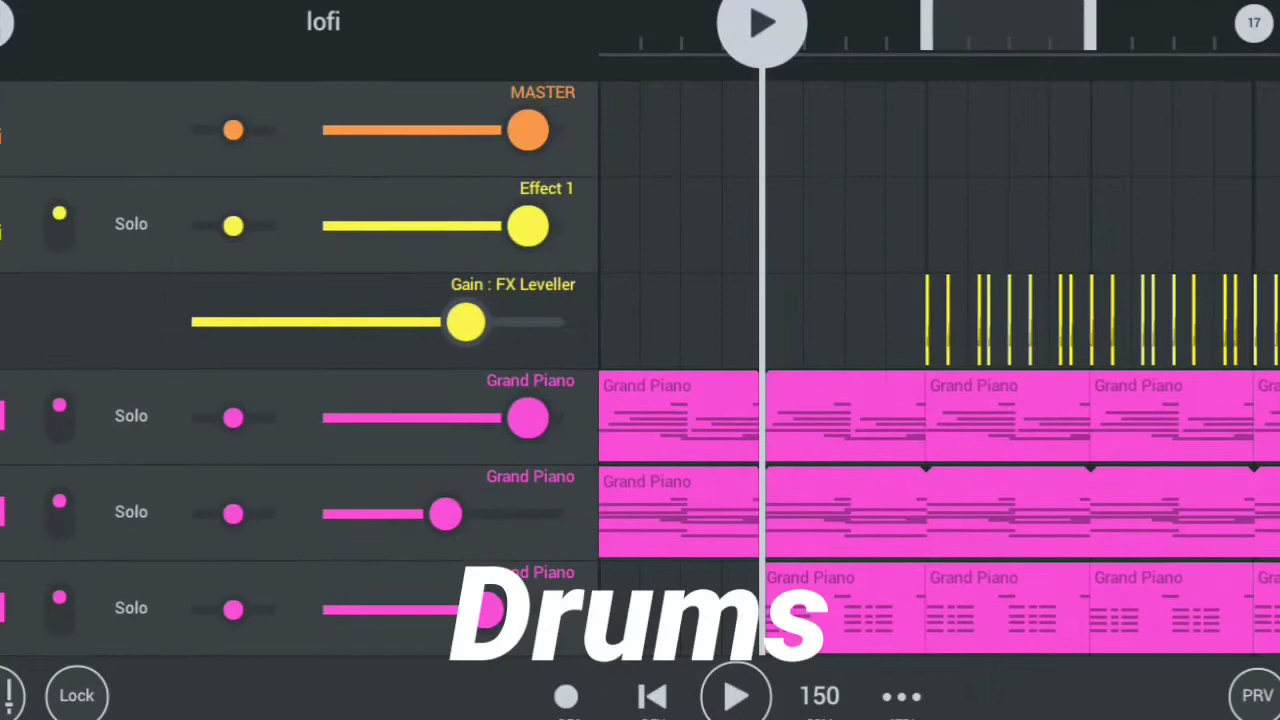 lofi
17
MASTER
Effect 1
Solo
Gain : FX Leveller
Grand Piano
Solo
Grand Piano
Grand Piano
Grand Piano
Grand Piano
Solo
Grand Piano
Grand Piano
Solo
Grand Piano
Grand Piano
Grand Piano
Drums
Lock
150
PRV